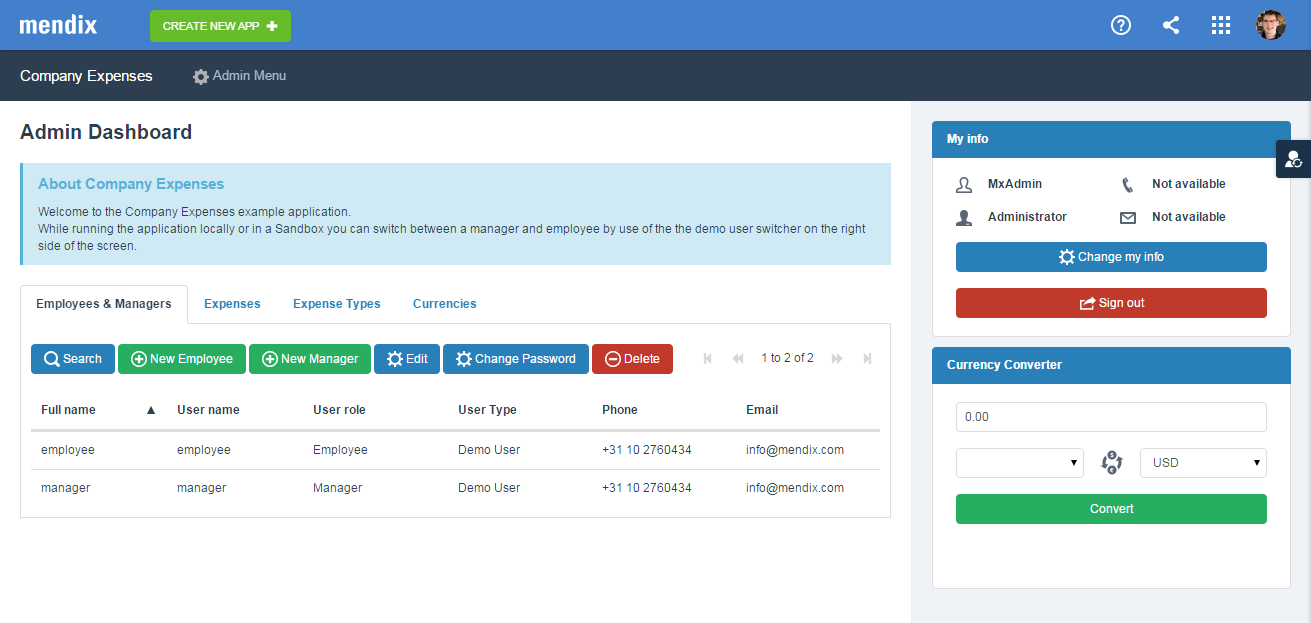 mendix
CREATE NEW APP
Company Expenses
Admin Menu
Admin Dashboard
About Company Expenses
Welcome to the Company Expenses example application.
While running the application locally or in a Sandbox you can switch between a manager and employee by use of the the demo user switcher on the right
side of the screen.
Employees & Managers Expenses Expense Types Currencies
Search New Employee New Manager Edit Change Password Delete 1 to 2 of 2
Full name ▲ User name User role User Type Phone Email
employee employee Employee Demo User +31 10 2760434 info@mendix.com
manager manager Manager Demo User +31 10 2760434 info@mendix.com
My info
MxAdmin Not available
Administrator Not available
Change my info
Sign out
Currency Converter
0.00
USD
Convert